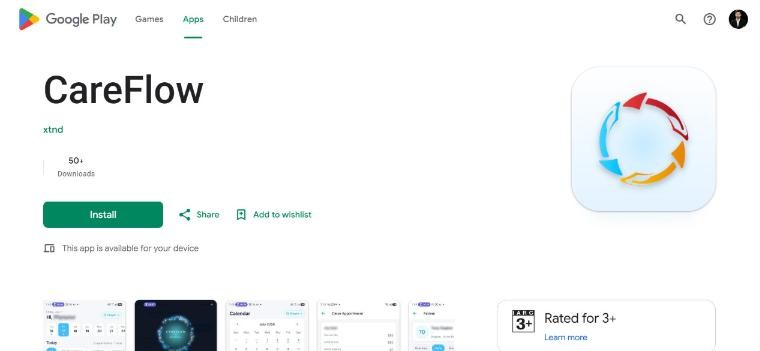 Google Play Games Apps Children
CareFlow
xtnd
50+
Downloads
Install Share Add to wishlist
This app is available for your device
Calendar
3+
Rated for 3+
Learn more